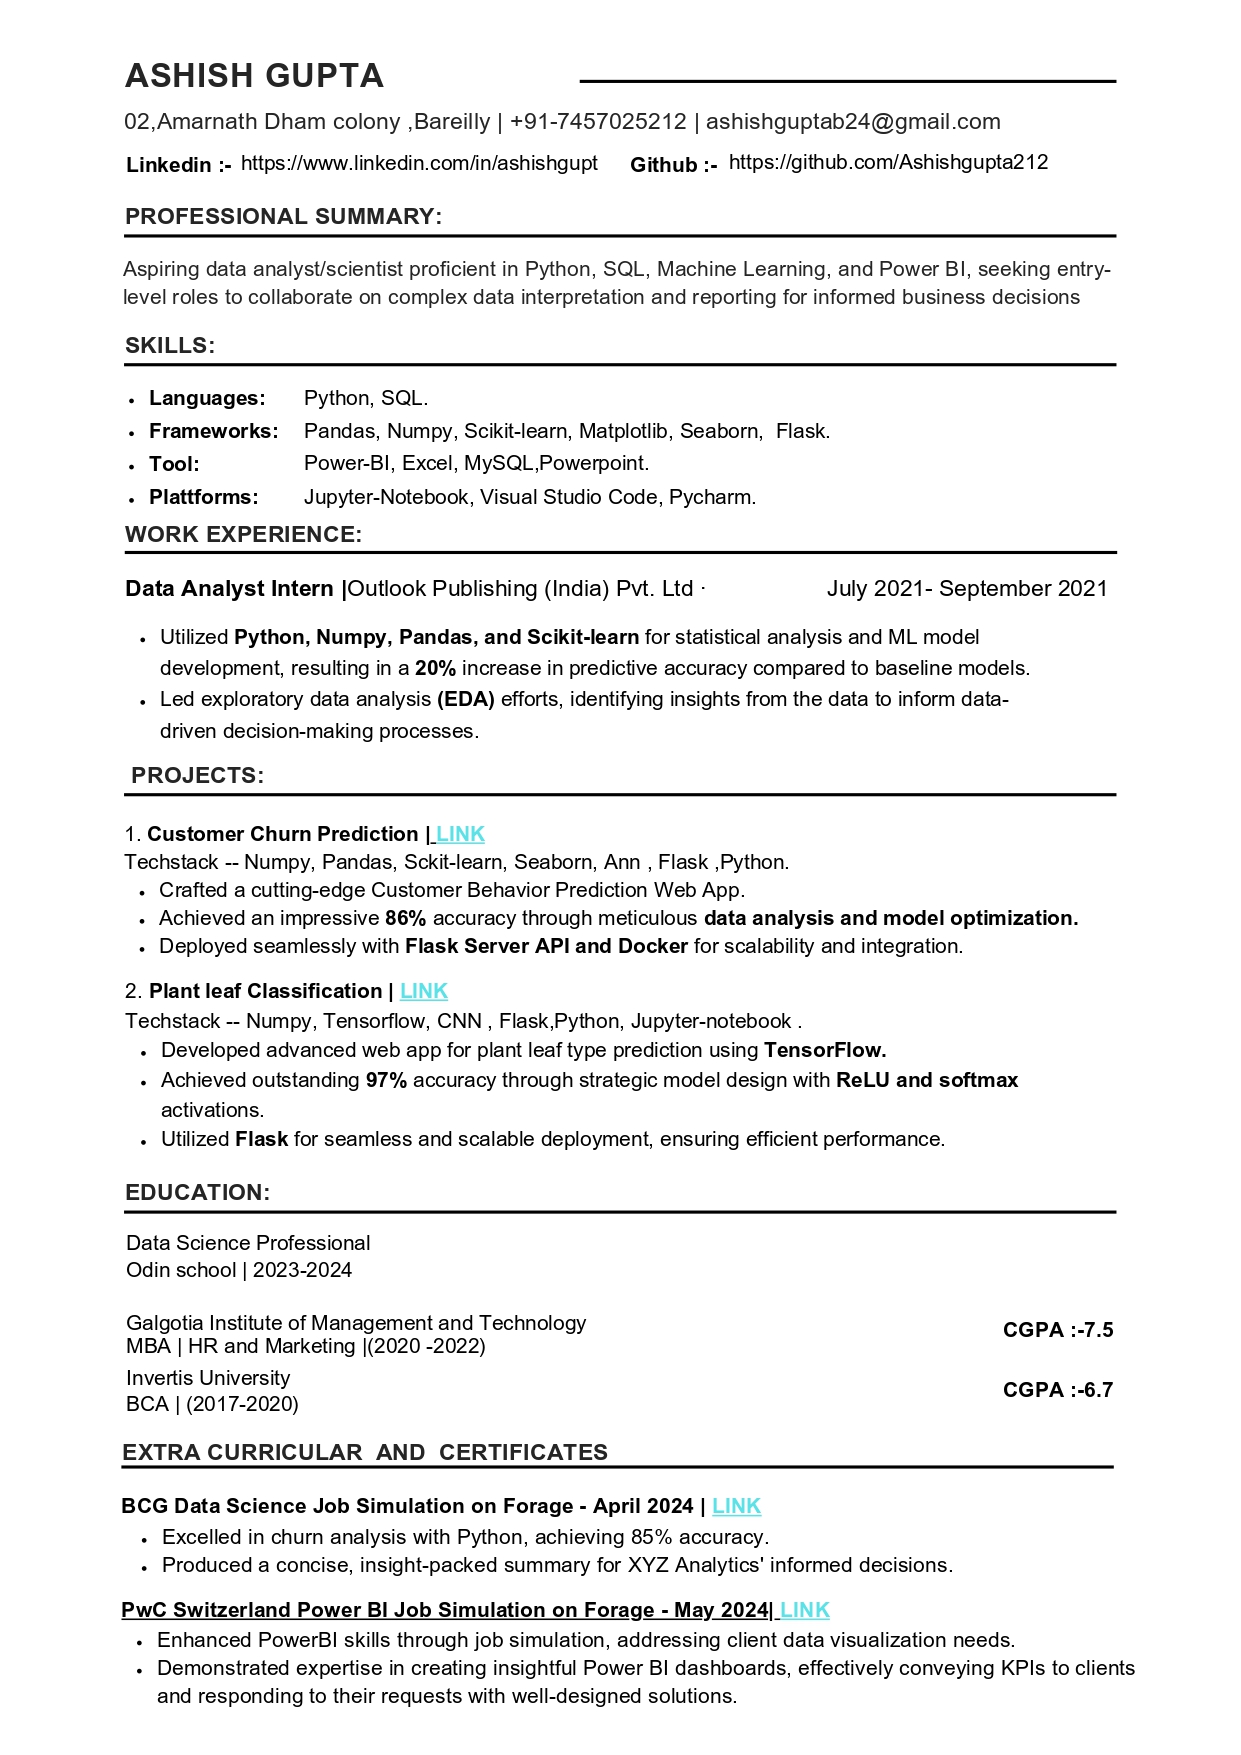 ASHISH GUPTA
02,Amarnath Dham colony ,Bareilly | +91-7457025212 | ashishguptab24@gmail.com
Linkedin :- https://www.linkedin.com/in/ashishgupt Github :- https://github.com/Ashishgupta212
PROFESSIONAL SUMMARY:
Aspiring data analyst/scientist proficient in Python, SQL, Machine Learning, and Power BI, seeking entry-
level roles to collaborate on complex data interpretation and reporting for informed business decisions
SKILLS:
• Languages: Python, SQL.
• Frameworks: Pandas, Numpy, Scikit-learn, Matplotlib, Seaborn, Flask.
• Tool: Power-BI, Excel, MySQL,Powerpoint.
• Plattforms: Jupyter-Notebook, Visual Studio Code, Pycharm.
WORK EXPERIENCE:
Data Analyst Intern |Outlook Publishing (India) Pvt. Ltd · July 2021- September 2021
• Utilized Python, Numpy, Pandas, and Scikit-learn for statistical analysis and ML model
development, resulting in a 20% increase in predictive accuracy compared to baseline models.
• Led exploratory data analysis (EDA) efforts, identifying insights from the data to inform data-
driven decision-making processes.
PROJECTS:
1. Customer Churn Prediction | LINK
Techstack -- Numpy, Pandas, Sckit-learn, Seaborn, Ann , Flask ,Python.
• Crafted a cutting-edge Customer Behavior Prediction Web App.
• Achieved an impressive 86% accuracy through meticulous data analysis and model optimization.
• Deployed seamlessly with Flask Server API and Docker for scalability and integration.
2. Plant leaf Classification | LINK
Techstack -- Numpy, Tensorflow, CNN , Flask,Python, Jupyter-notebook .
• Developed advanced web app for plant leaf type prediction using TensorFlow.
• Achieved outstanding 97% accuracy through strategic model design with ReLU and softmax
activations.
• Utilized Flask for seamless and scalable deployment, ensuring efficient performance.
EDUCATION:
Data Science Professional
Odin school | 2023-2024
Galgotia Institute of Management and Technology
MBA | HR and Marketing |(2020 -2022) CGPA :-7.5
Invertis University
BCA | (2017-2020) CGPA :-6.7
EXTRA CURRICULAR AND CERTIFICATES
BCG Data Science Job Simulation on Forage - April 2024 | LINK
• Excelled in churn analysis with Python, achieving 85% accuracy.
• Produced a concise, insight-packed summary for XYZ Analytics' informed decisions.
PwC Switzerland Power BI Job Simulation on Forage - May 2024| LINK
• Enhanced PowerBI skills through job simulation, addressing client data visualization needs.
• Demonstrated expertise in creating insightful Power BI dashboards, effectively conveying KPIs to clients
and responding to their requests with well-designed solutions.